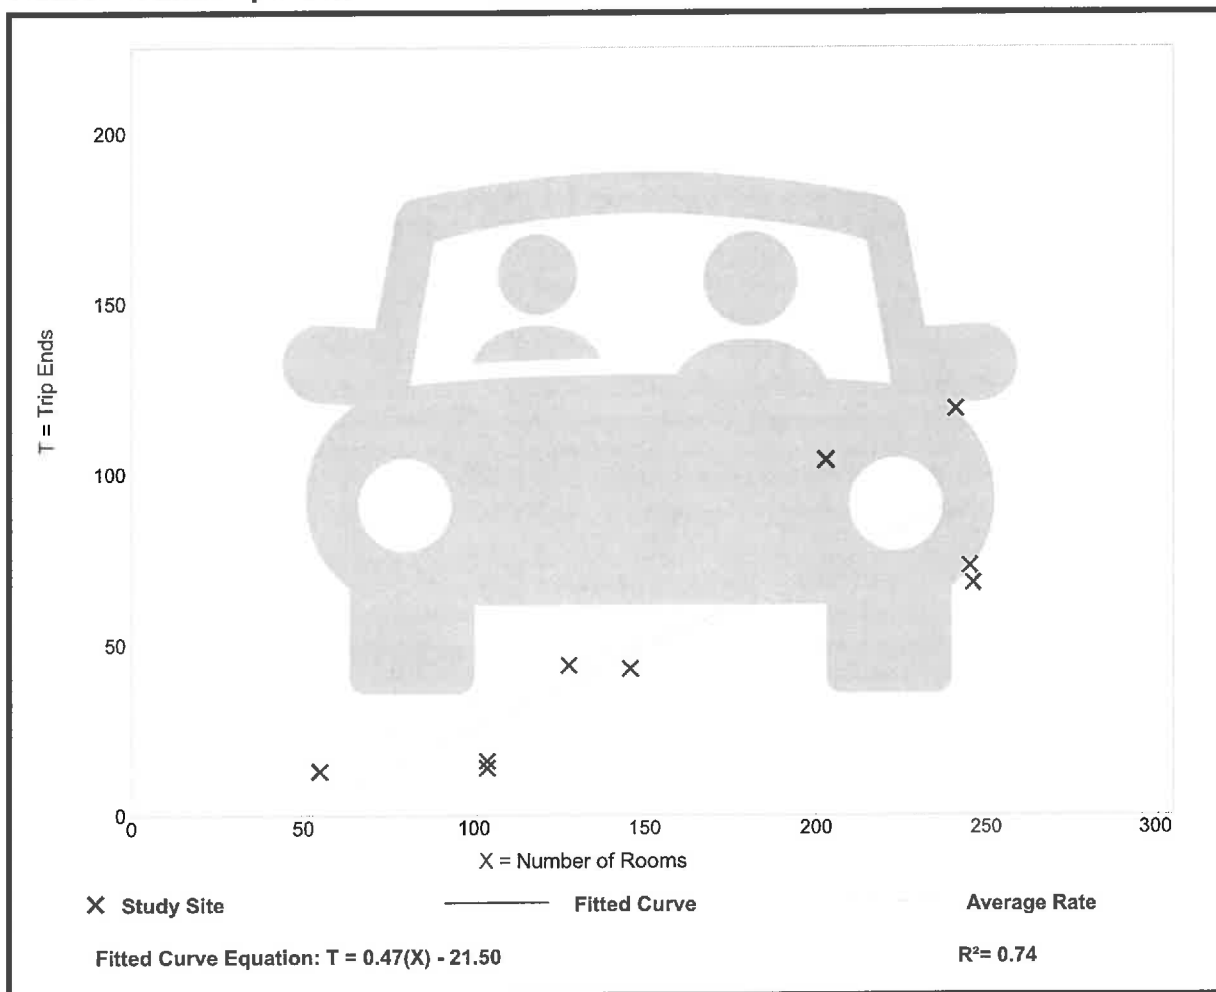 200
150
100
50
0
T = Trip Ends
0 50 100 150 200 250 300
X = Number of Rooms
Study Site Fitted Curve Average Rate
Fitted Curve Equation: T = 0.47(X) - 21.50 R²= 0.74